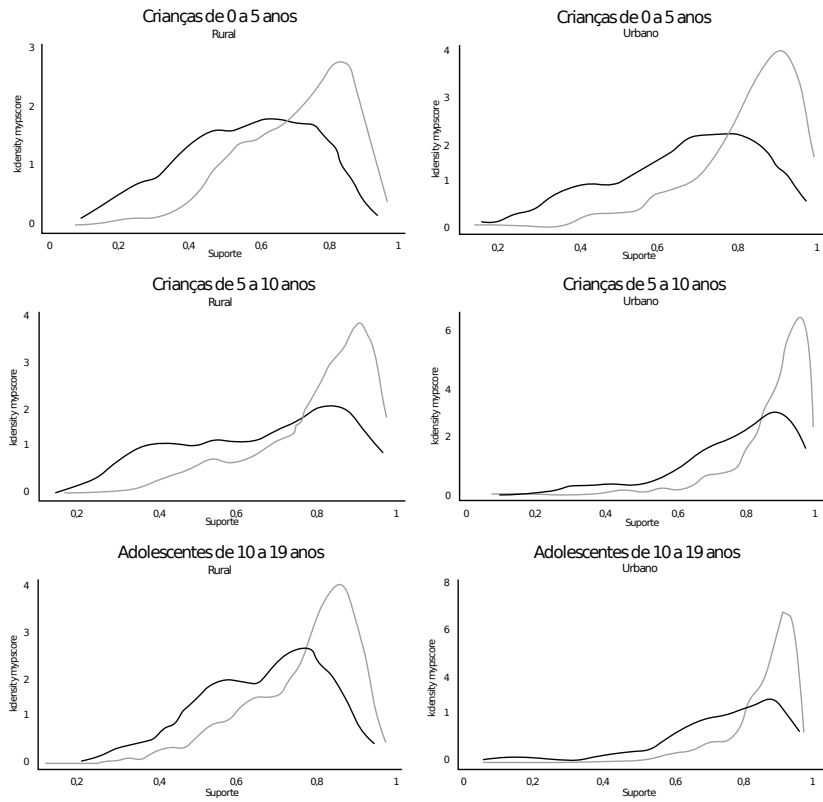 Crianças de 0 a 5 anos
Rural
kdensity mypscore
3
2
1
0
0 0,2 0,4 0,6 0,8 1
Suporte
Crianças de 0 a 5 anos
Urbano
kdensity mypscore
4
3
2
1
0
0,2 0,4 0,6 0,8 1
Suporte
Crianças de 5 a 10 anos
Rural
kdensity mypscore
4
3
2
1
0
0,2 0,4 0,6 0,8 1
Suporte
Crianças de 5 a 10 anos
Urbano
kdensity mypscore
6
4
2
0
0 0,2 0,4 0,6 0,8 1
Suporte
Adolescentes de 10 a 19 anos
Rural
kdensity mypscore
4
3
2
1
0
0,2 0,4 0,6 0,8 1
Suporte
Adolescentes de 10 a 19 anos
Urbano
kdensity mypscore
8
6
4
1
0
0 0,2 0,4 0,6 0,8 1
Suporte